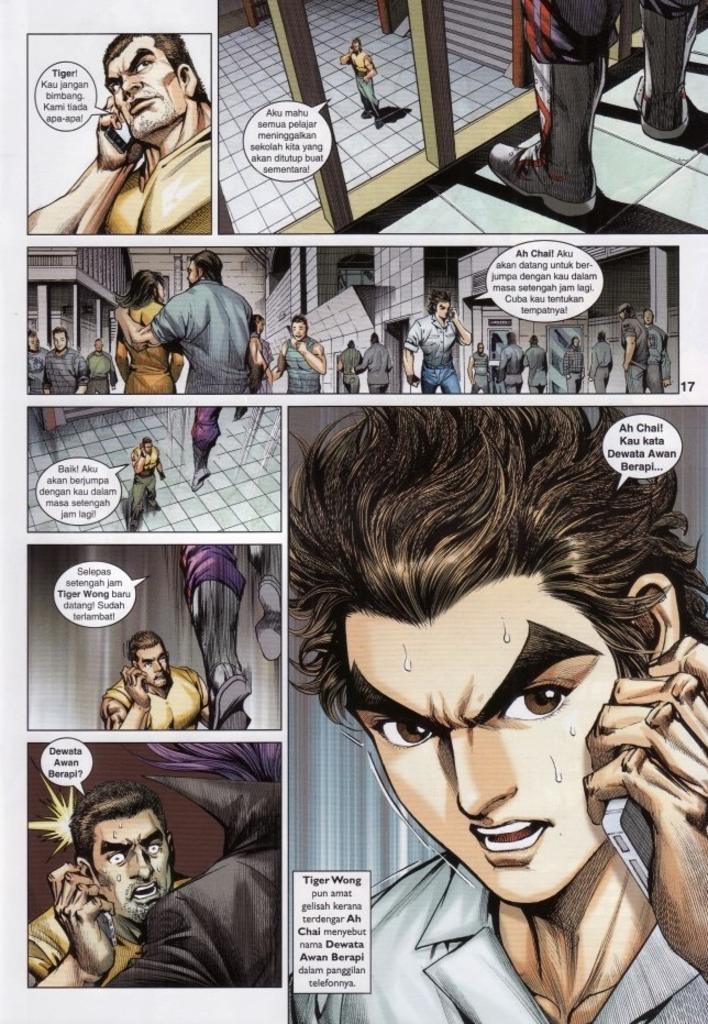 Tiger!
Kau jangan
bimbang.
Kami tiada
apa-apa!
Aku mahu
semua pelajar
meninggalkan
sekolah kita yang
akan ditutup buat
sementara!
Ah Chai! Aku
akan datang untuk ber-
jumpa dengan kau dalam
masa setengah jam lagi.
Cuba kau tentukan
tempatnya!
17
Baik! Aku
akan berjumpa
dengan kau dalam
masa setengah
jam lagi!
Selepas
setengah jam
Tiger Wong baru
datang! Sudah
terlambat!
Dewata
Awan
Berapi?
Ah Chai!
Kau kata
Dewata Awan
Berapi...
Tiger Wong
pun amat
gelisah kerana
terdengar Ah
Chai menyebut
nama Dewata
Awan Berapi
dalam panggilan
telefonnya.